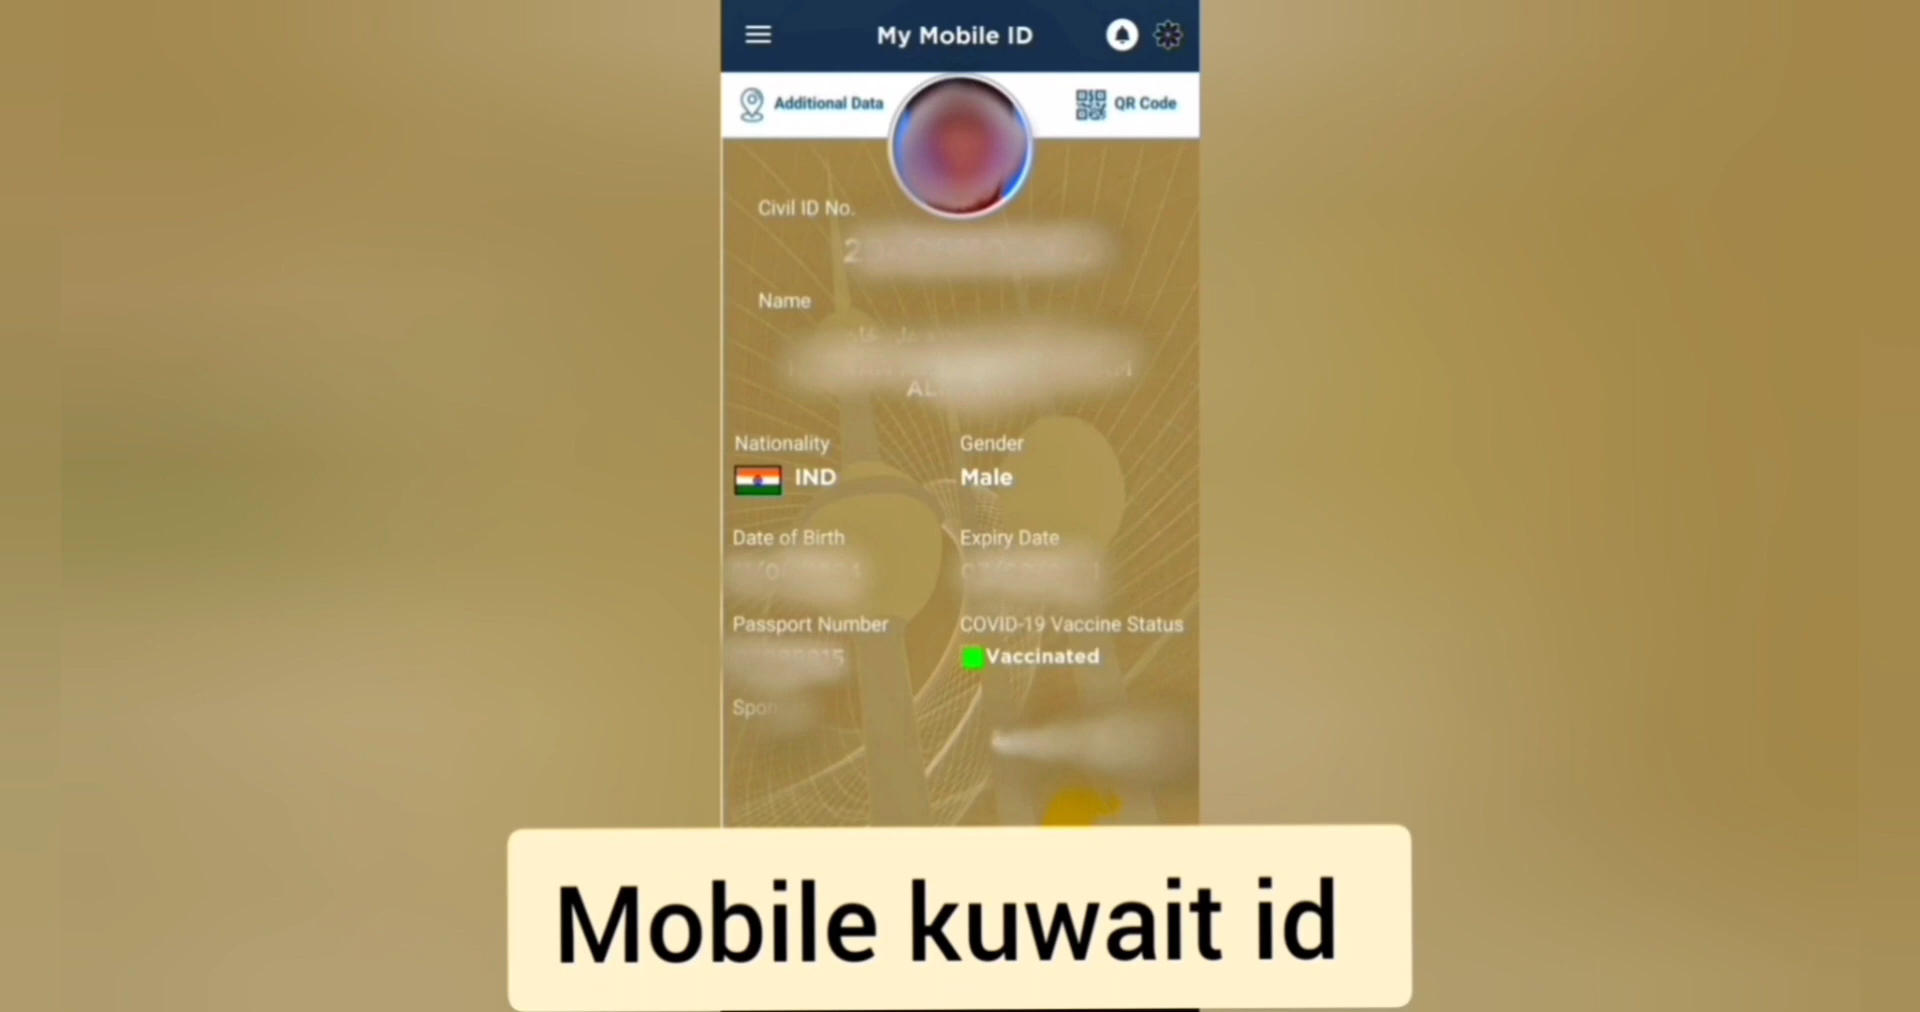 My Mobile ID
Additional Data
QR Code
Civil ID No.
Name
Nationality
Gender
IND
Male
Date of Birth
Expiry Date
Passport Number
COVID-19 Vaccine Status
Vaccinated
Mobile kuwait id